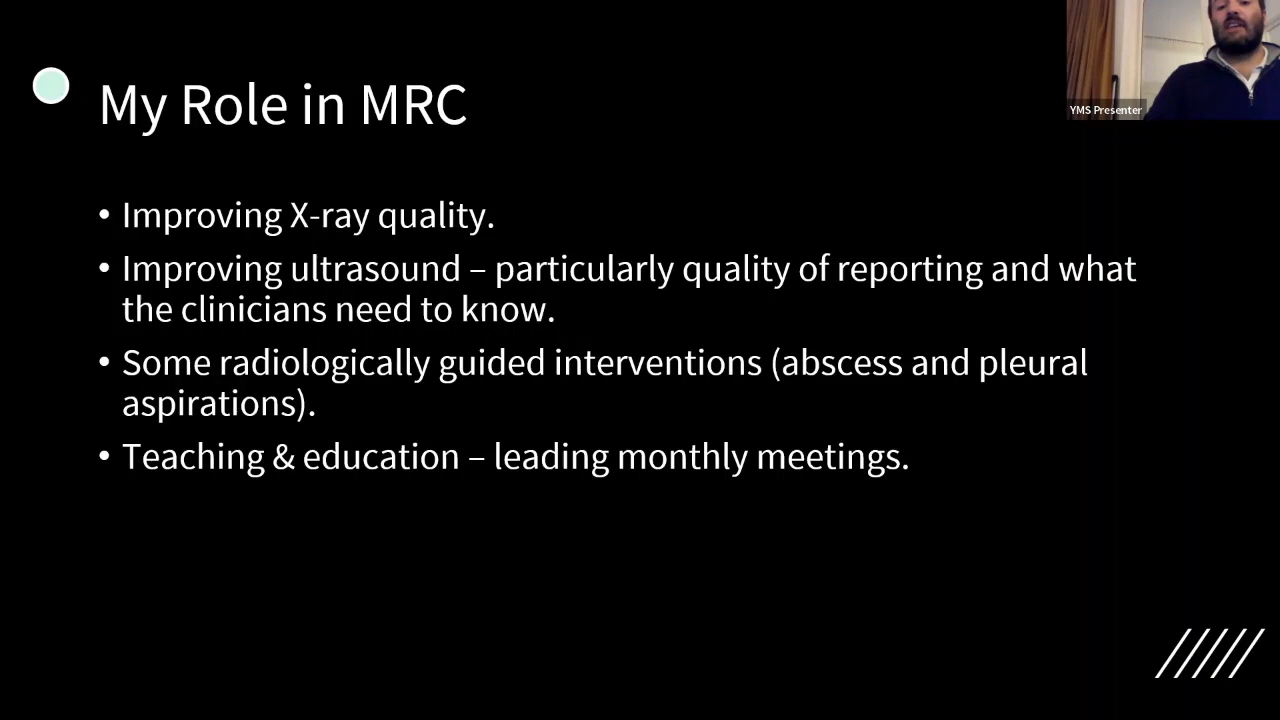 My Role in MRC
YMS Presenter
• Improving X-ray quality.
• Improving ultrasound – particularly quality of reporting and what
the clinicians need to know.
• Some radiologically guided interventions (abscess and pleural
aspirations).
• Teaching & education – leading monthly meetings.